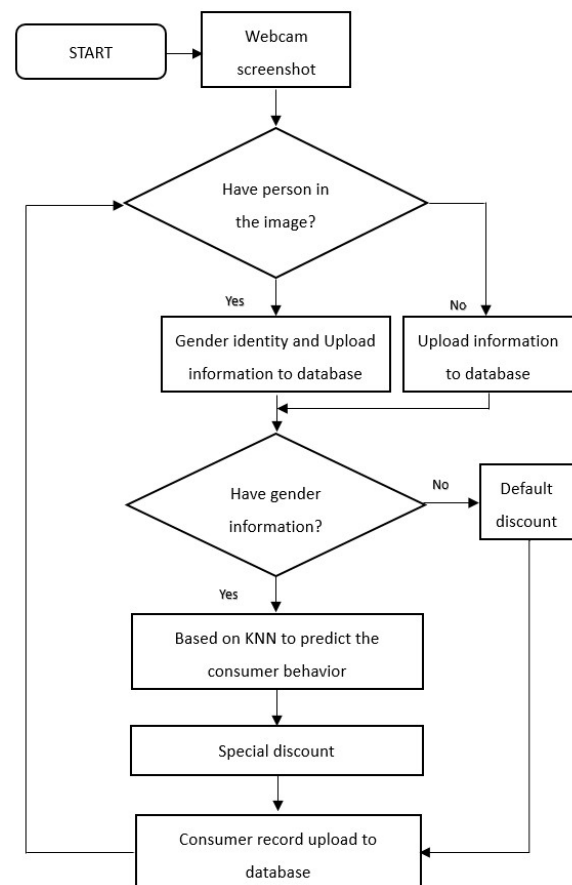 START
Webcam
screenshot
Have person in
the image?
Yes
No
Gender identity and Upload
information to database
Upload information
to database
Have gender
information?
No
Default
discount
Yes
Based on KNN to predict the
consumer behavior
Special discount
Consumer record upload to
database